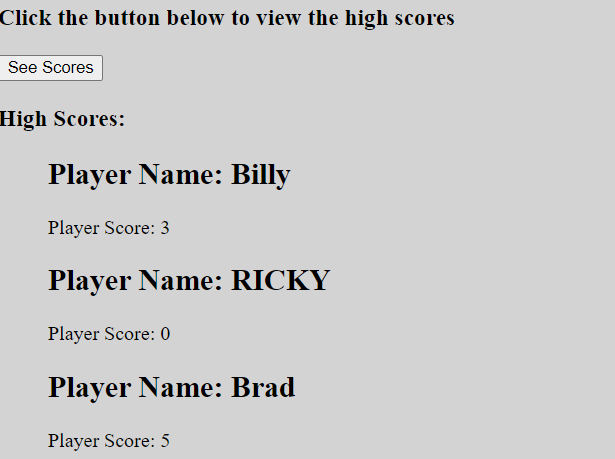 Click the button below to view the high scores
See Scores
High Scores:
Player Name: Billy
Player Score: 3
Player Name: RICKY
Player Score: 0
Player Name: Brad
Player Score: 5